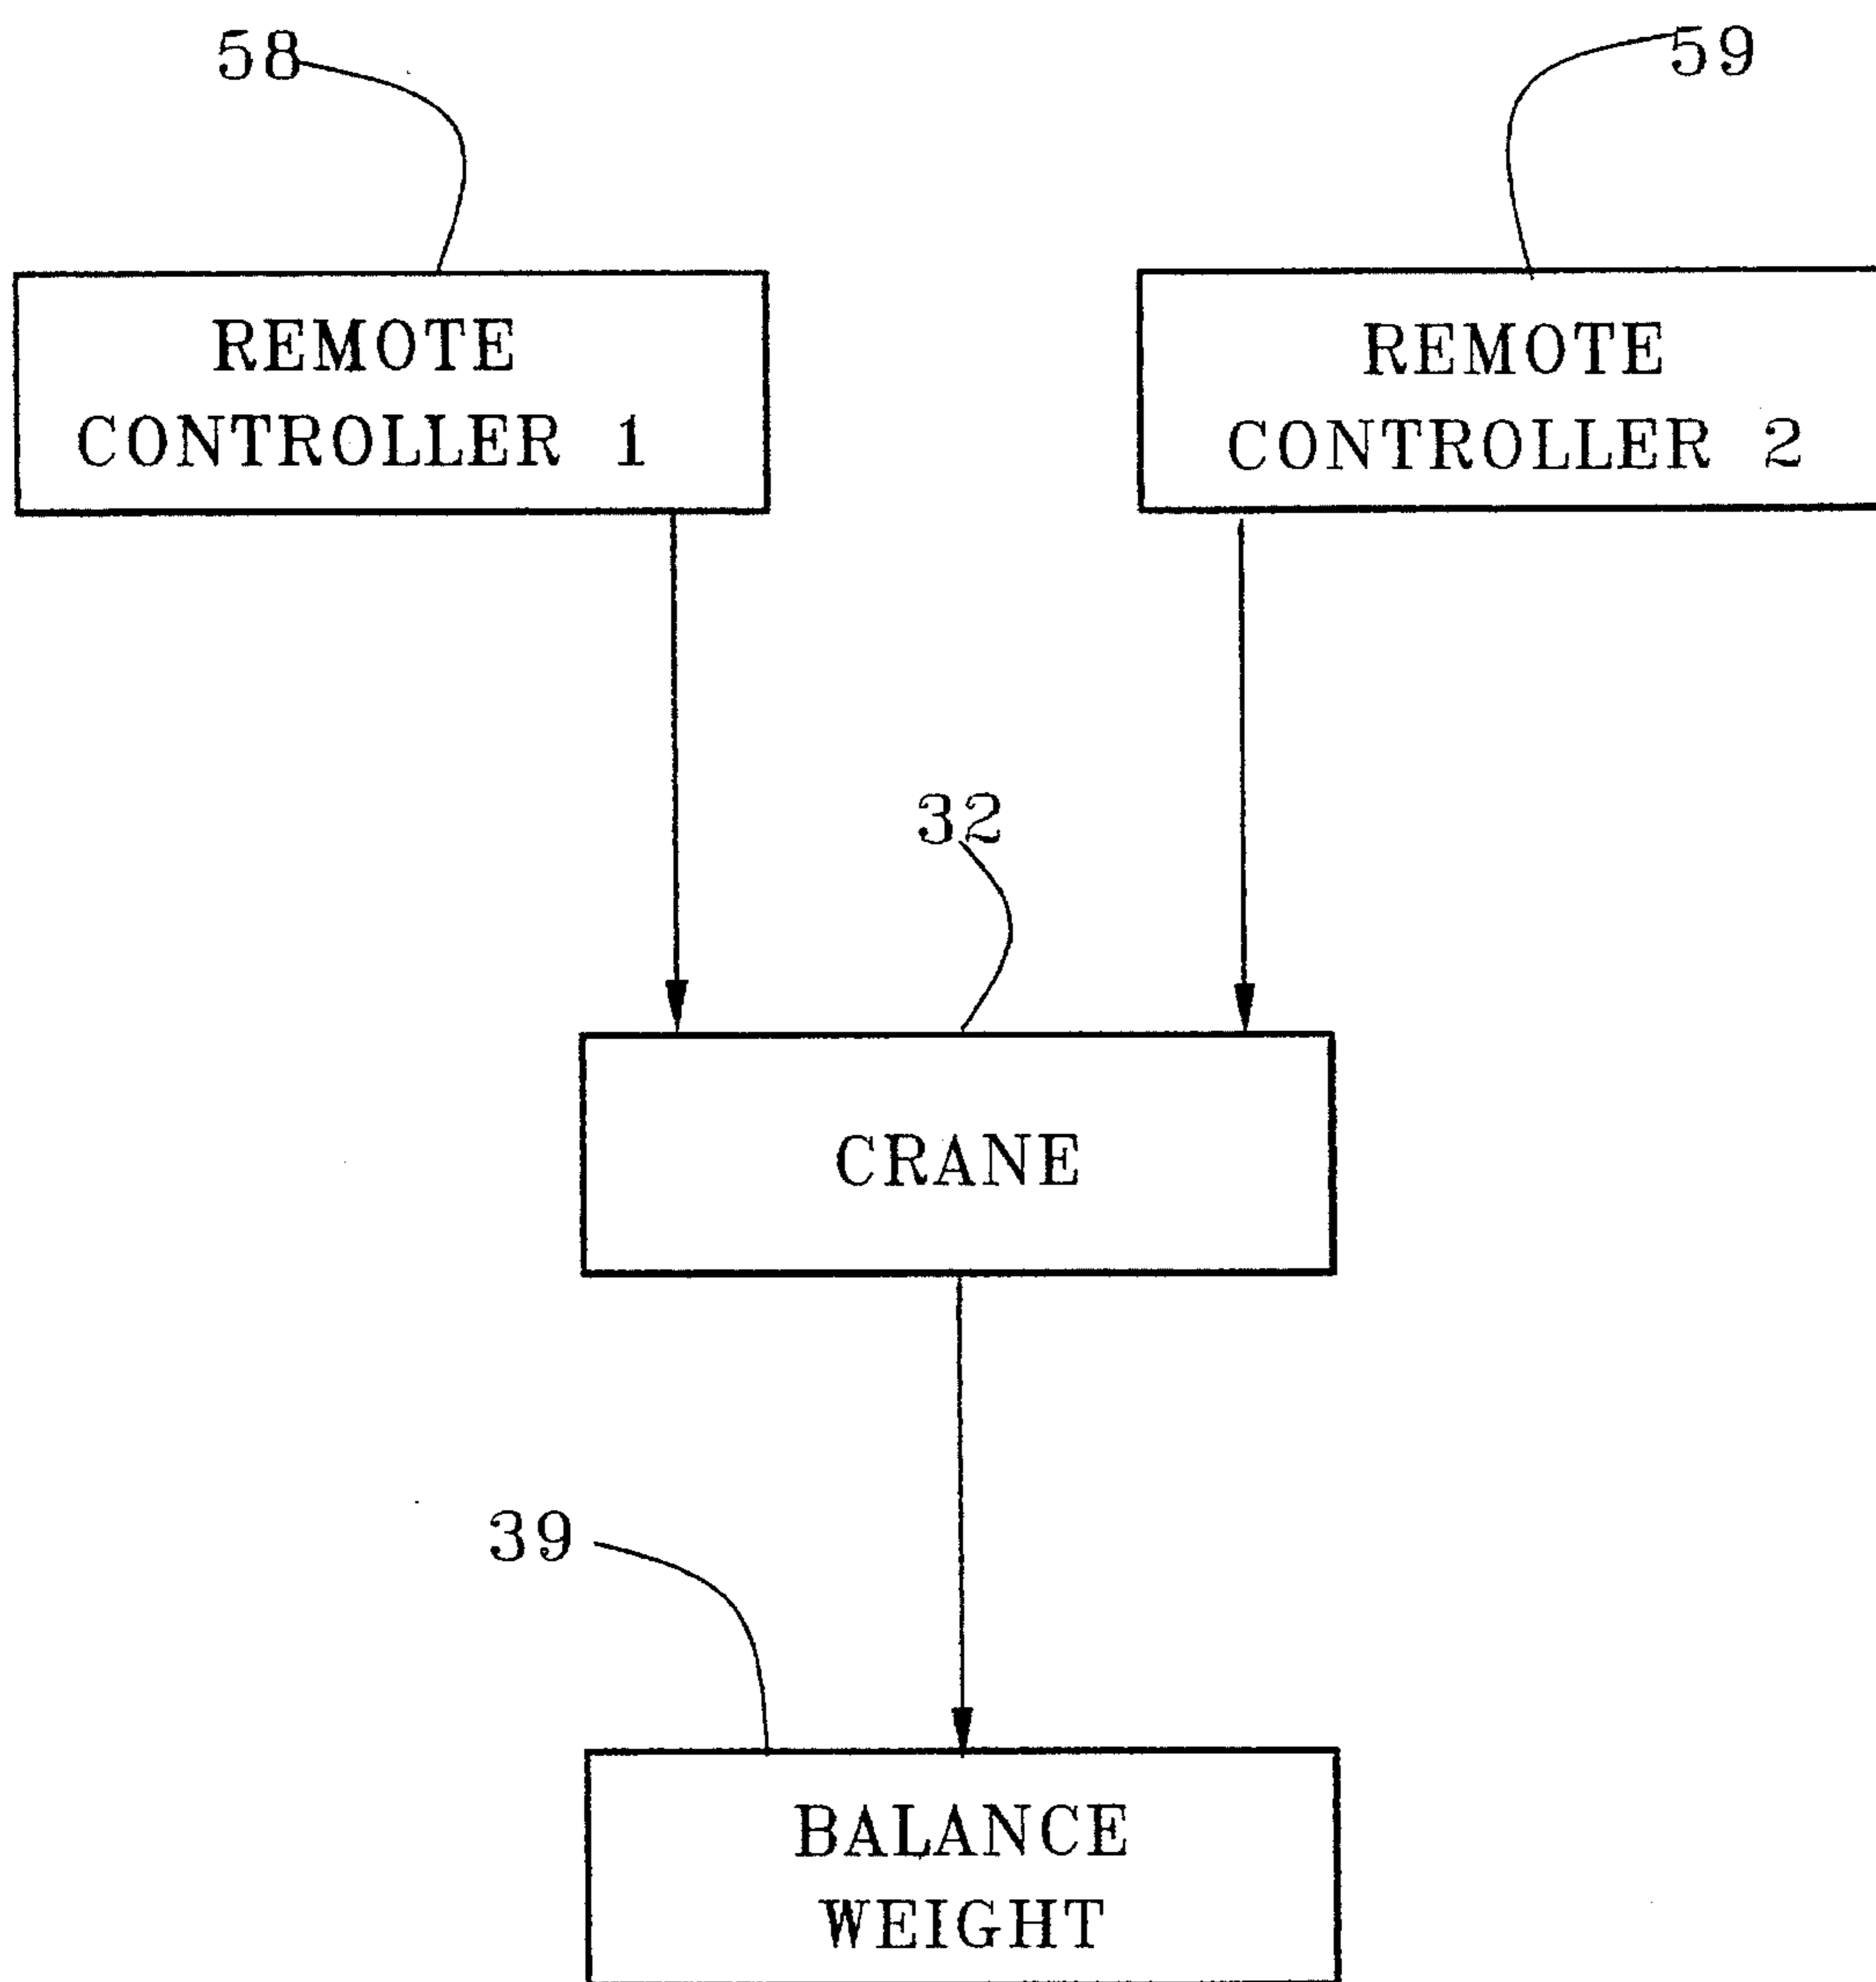 58
59
REMOTE
CONTROLLER 1
REMOTE
CONTROLLER 2
32
CRANE
39
BALANCE
WEIGHT